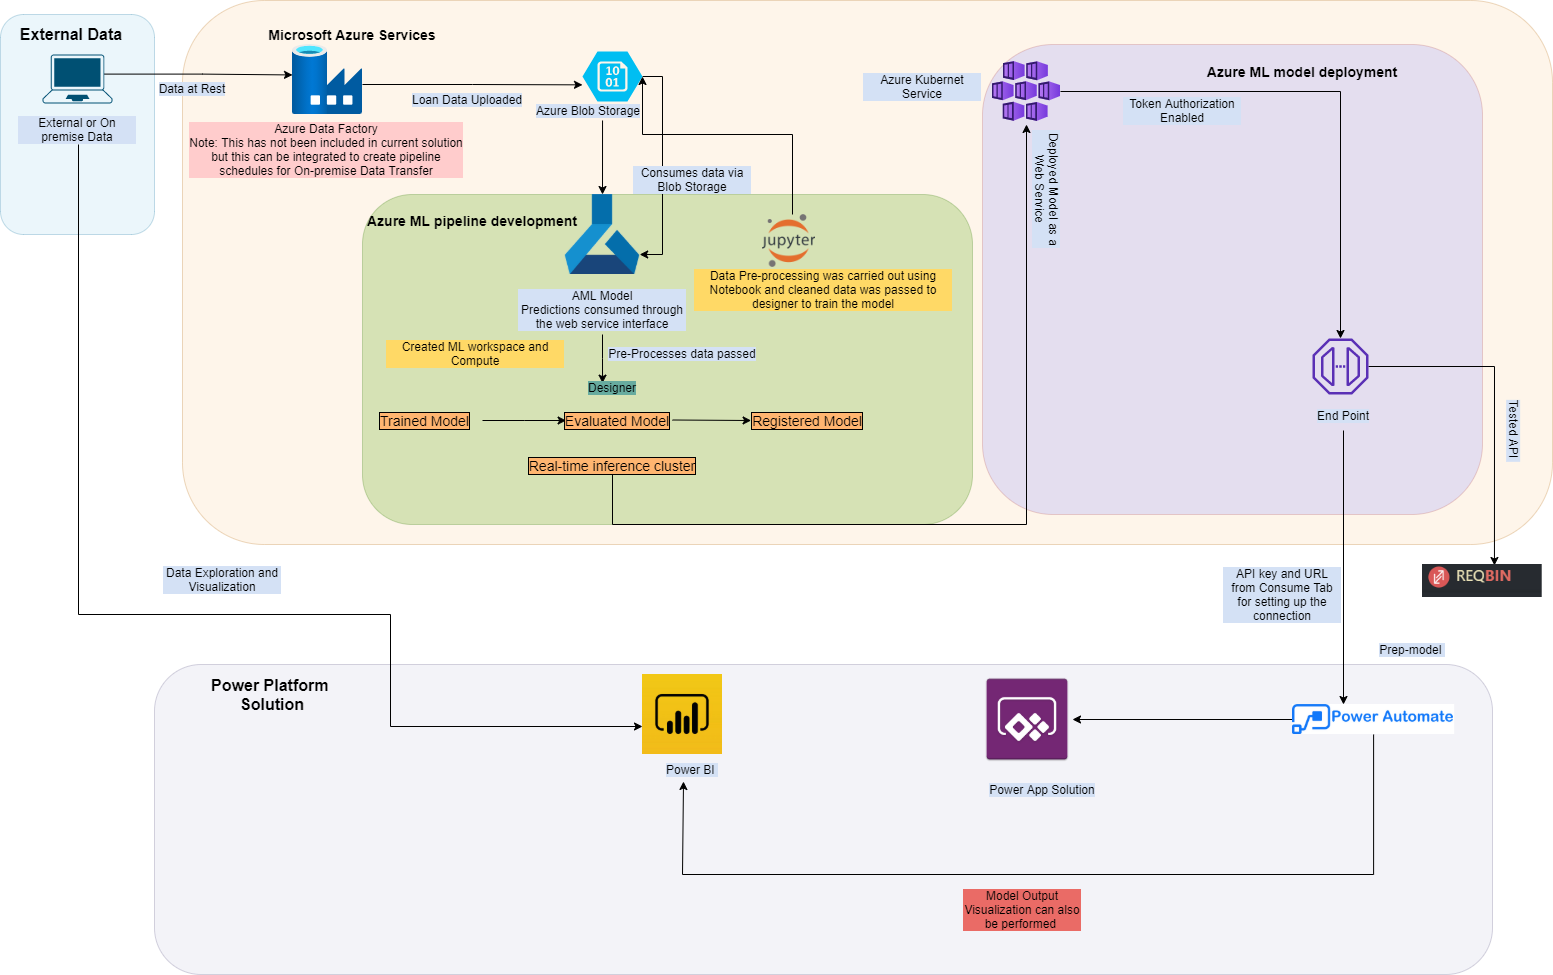 External Data
External or On
premise Data
Data at Rest
Microsoft Azure Services
Azure Data Factory
Note: This has not been included in current solution
but this can be integrated to create pipeline
schedules for On-premise Data Transfer
Loan Data Uploaded
10
01
Azure Blob Storage
Consumes data via
Blob Storage
Azure ML pipeline development
jupyter
Data Pre-processing was carried out using
Notebook and cleaned data was passed to
designer to train the model
AML Model
Predictions consumed through
the web service interface
Created ML workspace and
Compute
Pre-Processes data passed
Designer
Trained Model
Evaluated Model
Registered Model
Real-time inference cluster
Azure Kubernet
Service
Deployed Model as a
Web Service
Azure ML model deployment
Token Authorization
Enabled
End Point
Tested API
REQBIN
API key and URL
from Consume Tab
for setting up the
connection
Prep-model
Data Exploration and
Visualization
Power Platform
Solution
Power BI
Power App Solution
Power Automate
Model Output
Visualization can also
be performed